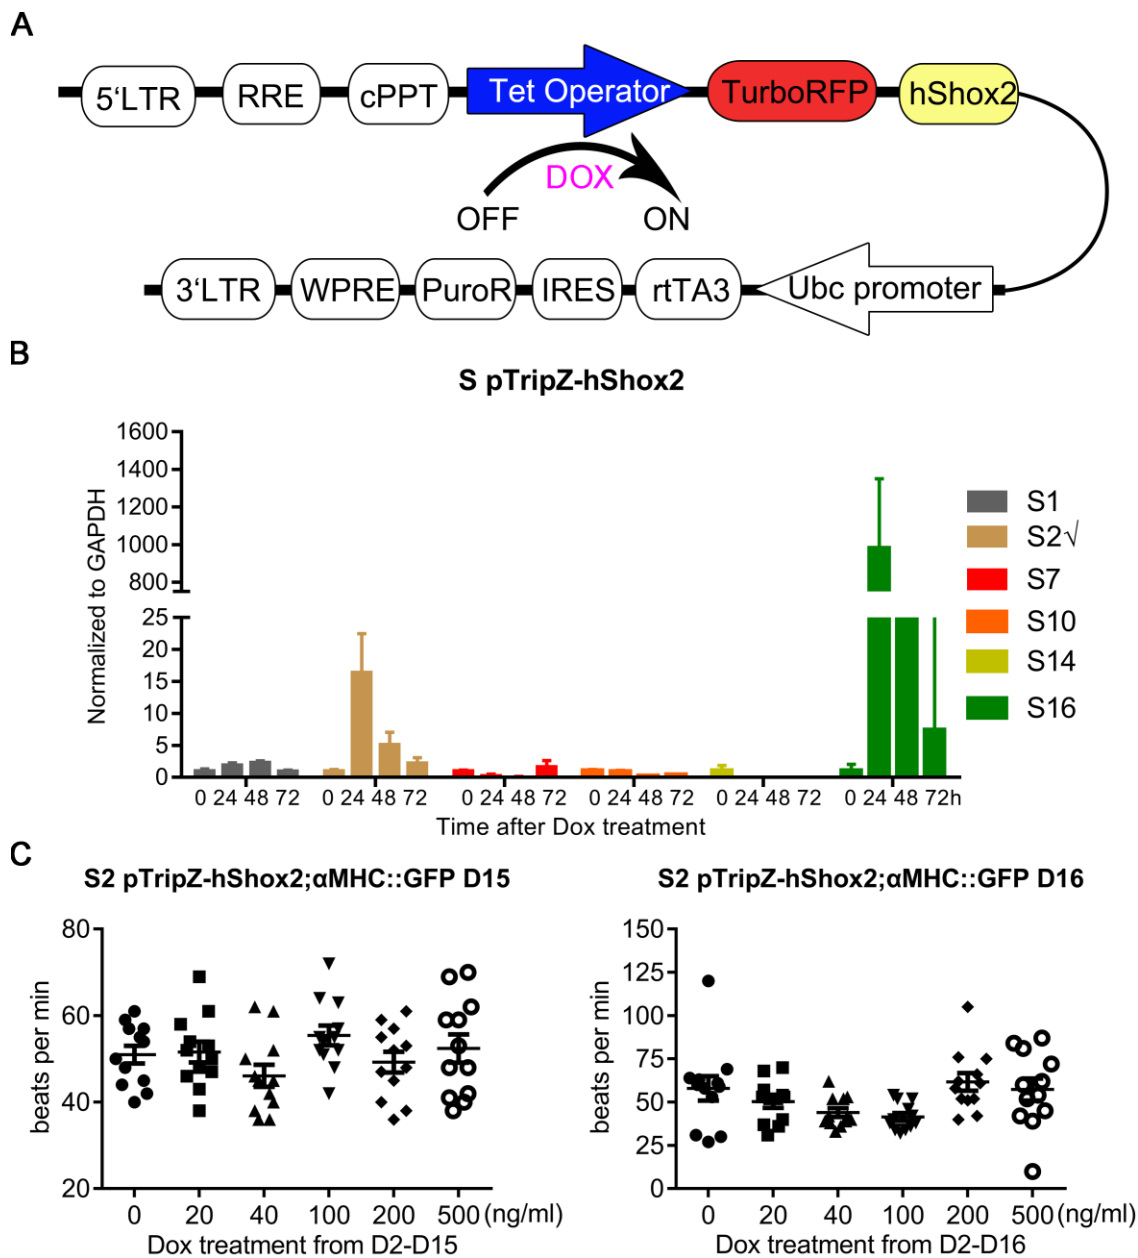 A
5‘LTR RRE cPPT Tet Operator TurboRFP hShox2
DOX
OFF ON
3‘LTR WPRE PuroR IRES rtTA3 Ubc promoter
B
S pTripZ-hShox2
Normalized to GAPDH
1600
1400
1200
1000
800
25
20
15
10
5
0
0 24 48 72 0 24 48 72 0 24 48 72 0 24 48 72 0 24 48 72 0 24 48 72h
Time after Dox treatment
S1
S2√
S7
S10
S14
S16
C
S2 pTripZ-hShox2;αMHC::GFP D15
beats per min
80
60
40
20
0 20 40 100 200 500 (ng/ml)
Dox treatment from D2-D15
S2 pTripZ-hShox2;αMHC::GFP D16
beats per min
150
125
100
75
50
25
0
0 20 40 100 200 500 (ng/ml)
Dox treatment from D2-D16